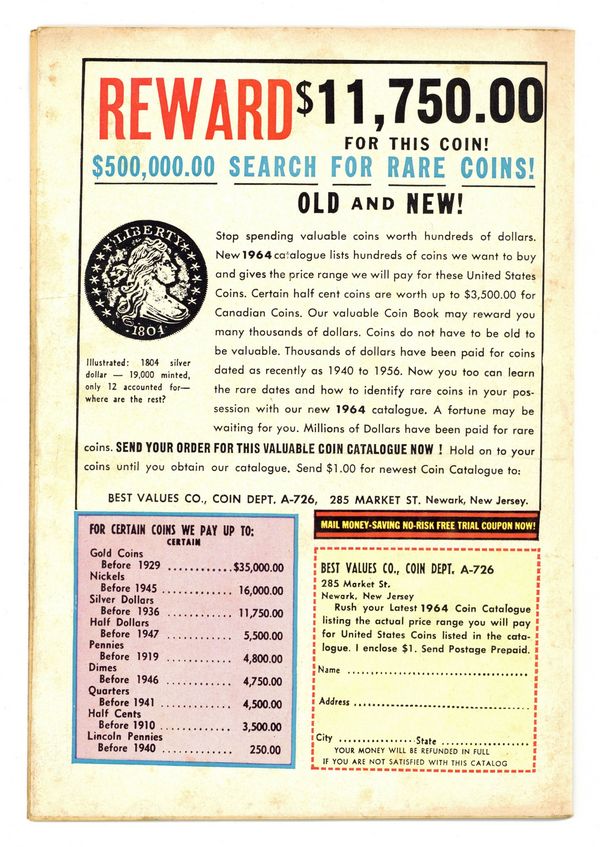 REWARD $11,750.00
FOR THIS COIN!
$500,000.00 SEARCH FOR RARE COINS!
OLD AND NEW!
LIBERTY
1804
Illustrated: 1804 silver
dollar — 19,000 minted,
only 12 accounted for—
where are the rest?
Stop spending valuable coins worth hundreds of dollars.
New 1964 catalogue lists hundreds of coins we want to buy
and gives the price range we will pay for these United States
Coins. Certain half cent coins are worth up to $3,500.00 for
Canadian Coins. Our valuable Coin Book may reward you
many thousands of dollars. Coins do not have to be old to
be valuable. Thousands of dollars have been paid for coins
dated as recently as 1940 to 1956. Now you too can learn
the rare dates and how to identify rare coins in your pos-
session with our new 1964 catalogue. A fortune may be
waiting for you. Millions of Dollars have been paid for rare
coins. SEND YOUR ORDER FOR THIS VALUABLE COIN CATALOGUE NOW ! Hold on to your
coins until you obtain our catalogue. Send $1.00 for newest Coin Catalogue to:
BEST VALUES CO., COIN DEPT. A-726, 285 MARKET ST. Newark, New Jersey.
FOR CERTAIN COINS WE PAY UP TO:
CERTAIN
Gold Coins
Before 1929 ............$35,000.00
Nickels
Before 1945 ............. 16,000.00
Silver Dollars
Before 1936 ............. 11,750.00
Half Dollars
Before 1947 ............. 5,500.00
Pennies
Before 1919 ............. 4,800.00
Dimes
Before 1946 ............. 4,750.00
Quarters
Before 1941 ............. 4,500.00
Half Cents
Before 1910 ............. 3,500.00
Lincoln Pennies
Before 1940 ............. 250.00
MAIL MONEY-SAVING NO-RISK FREE TRIAL COUPON NOW!
BEST VALUES CO., COIN DEPT. A-726
285 Market St.
Newark, New Jersey
Rush your Latest 1964 Coin Catalogue
listing the actual price range you will pay
for United States Coins listed in the cata-
logue. I enclose $1. Send Postage Prepaid.
Name ................................
Address ................................
City ............ State ................
YOUR MONEY WILL BE REFUNDED IN FULL
IF YOU ARE NOT SATISFIED WITH THIS CATALOG